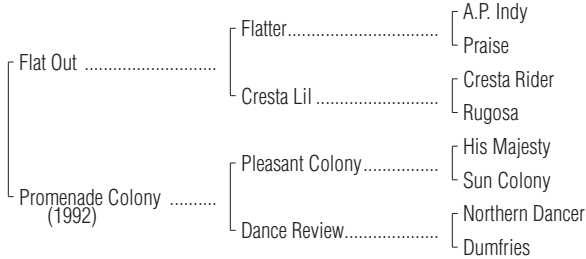 A.P. Indy
Flatter
Praise
Flat Out
Cresta Rider
Cresta Lil
Rugosa
His Majesty
Pleasant Colony
Sun Colony
Promenade Colony
(1992)
Northern Dancer
Dance Review
Dumfries